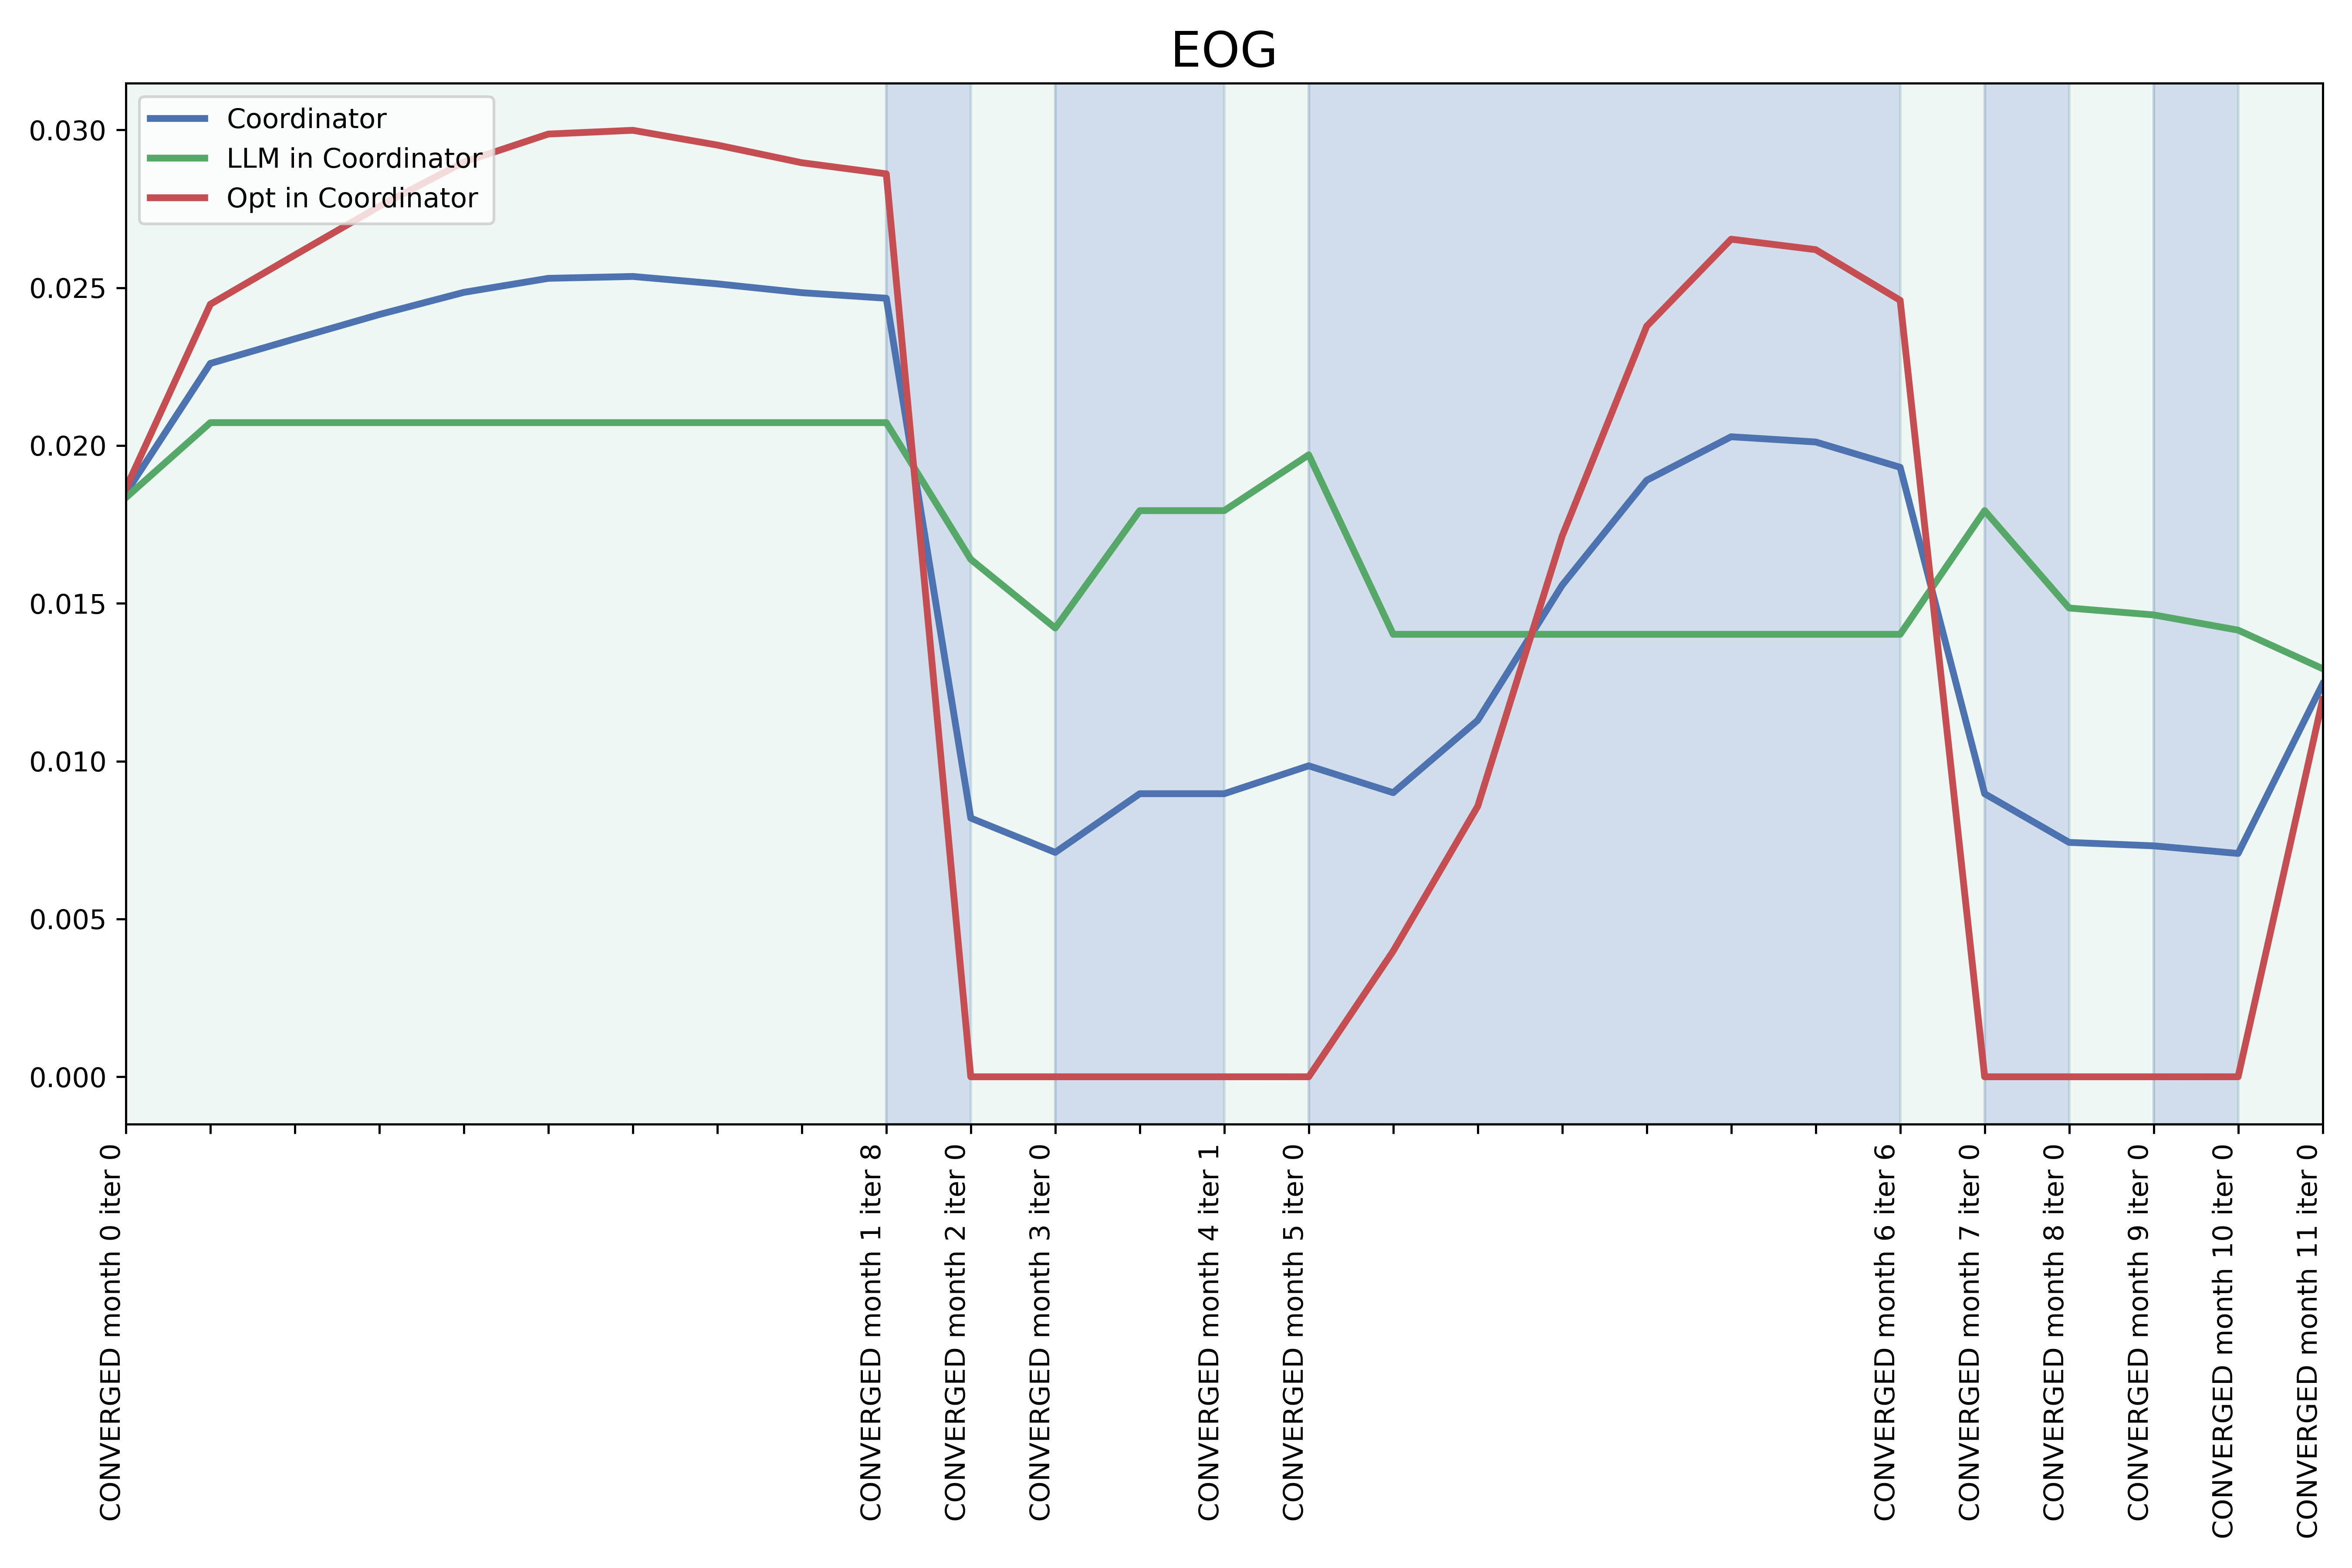 EOG
0.030
0.025
0.020
0.015
0.010
0.005
0.000
Coordinator
LLM in Coordinator
Opt in Coordinator
CONVERGED month 0 iter 0
CONVERGED month 1 iter 8
CONVERGED month 2 iter 0
CONVERGED month 3 iter 0
CONVERGED month 4 iter 1
CONVERGED month 5 iter 0
CONVERGED month 6 iter 6
CONVERGED month 7 iter 0
CONVERGED month 8 iter 0
CONVERGED month 9 iter 0
CONVERGED month 10 iter 0
CONVERGED month 11 iter 0